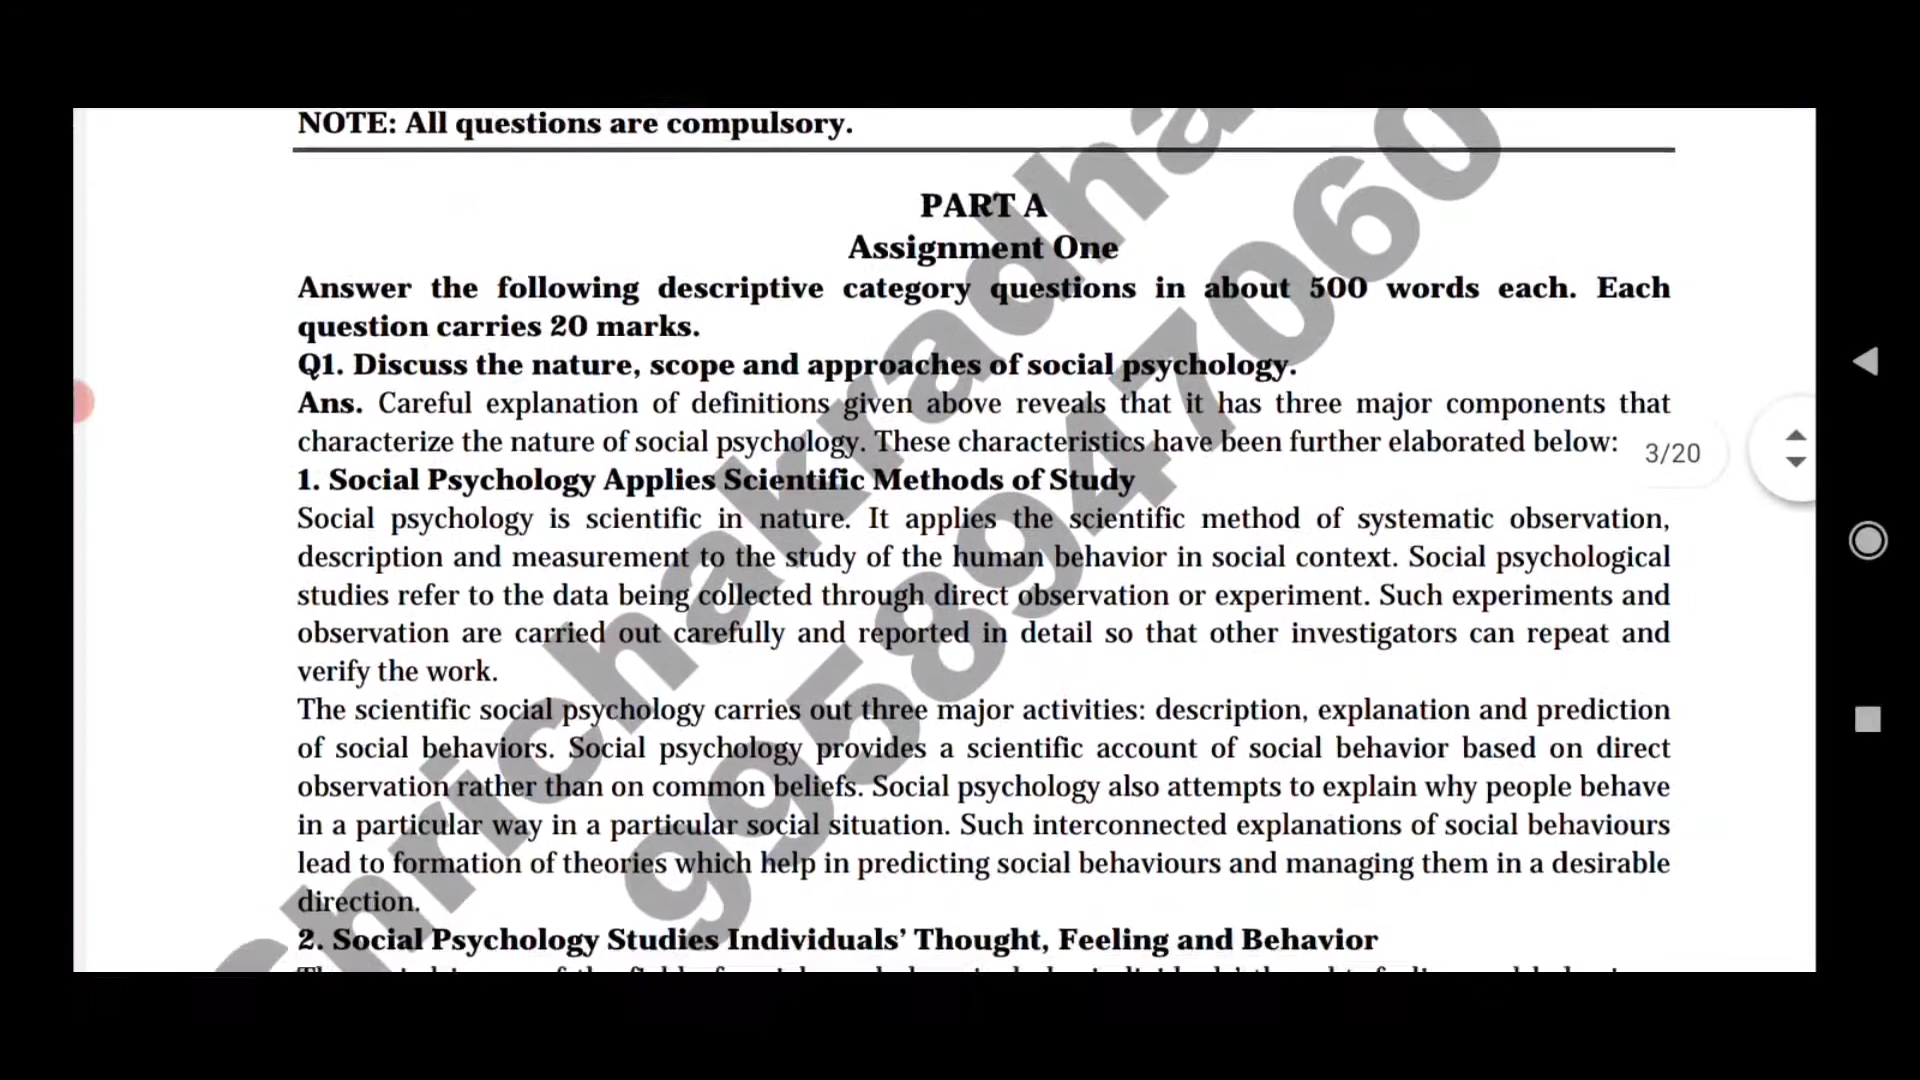 NOTE: All questions are compulsory.
PART A
Assignment One
Answer the following descriptive category questions in about 500 words each. Each
question carries 20 marks.
Q1. Discuss the nature, scope and approaches of social psychology.
Ans. Careful explanation of definitions given above reveals that it has three major components that
characterize the nature of social psychology. These characteristics have been further elaborated below:
3/20
1. Social Psychology Applies Scientific Methods of Study
Social psychology is scientific in nature. It applies the scientific method of systematic observation,
description and measurement to the study of the human behavior in social context. Social psychological
studies refer to the data being collected through direct observation or experiment. Such experiments and
observation are carried out carefully and reported in detail so that other investigators can repeat and
verify the work.
The scientific social psychology carries out three major activities: description, explanation and prediction
of social behaviors. Social psychology provides a scientific account of social behavior based on direct
observation rather than on common beliefs. Social psychology also attempts to explain why people behave
in a particular way in a particular social situation. Such interconnected explanations of social behaviours
lead to formation of theories which help in predicting social behaviours and managing them in a desirable
direction.
2. Social Psychology Studies Individuals' Thought, Feeling and Behavior
Shrichakradha
9958947060